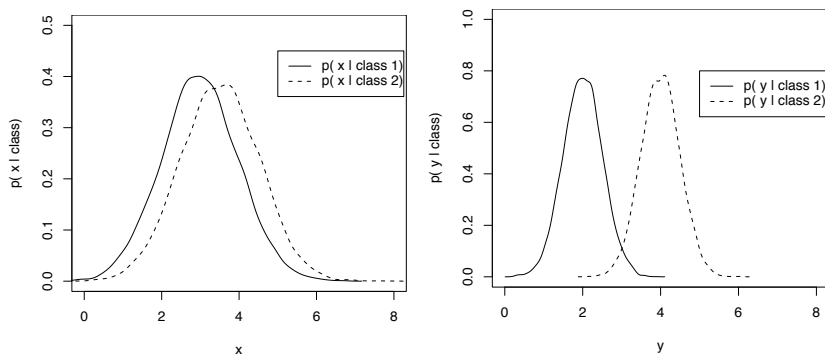 p( x | class)
0.0
0.1
0.2
0.3
0.4
0.5
p( x | class 1)
p( x | class 2)
0 2 4 6 8
x
p( y | class)
0.0
0.2
0.4
0.6
0.8
1.0
p( y | class 1)
p( y | class 2)
0 2 4 6 8
y